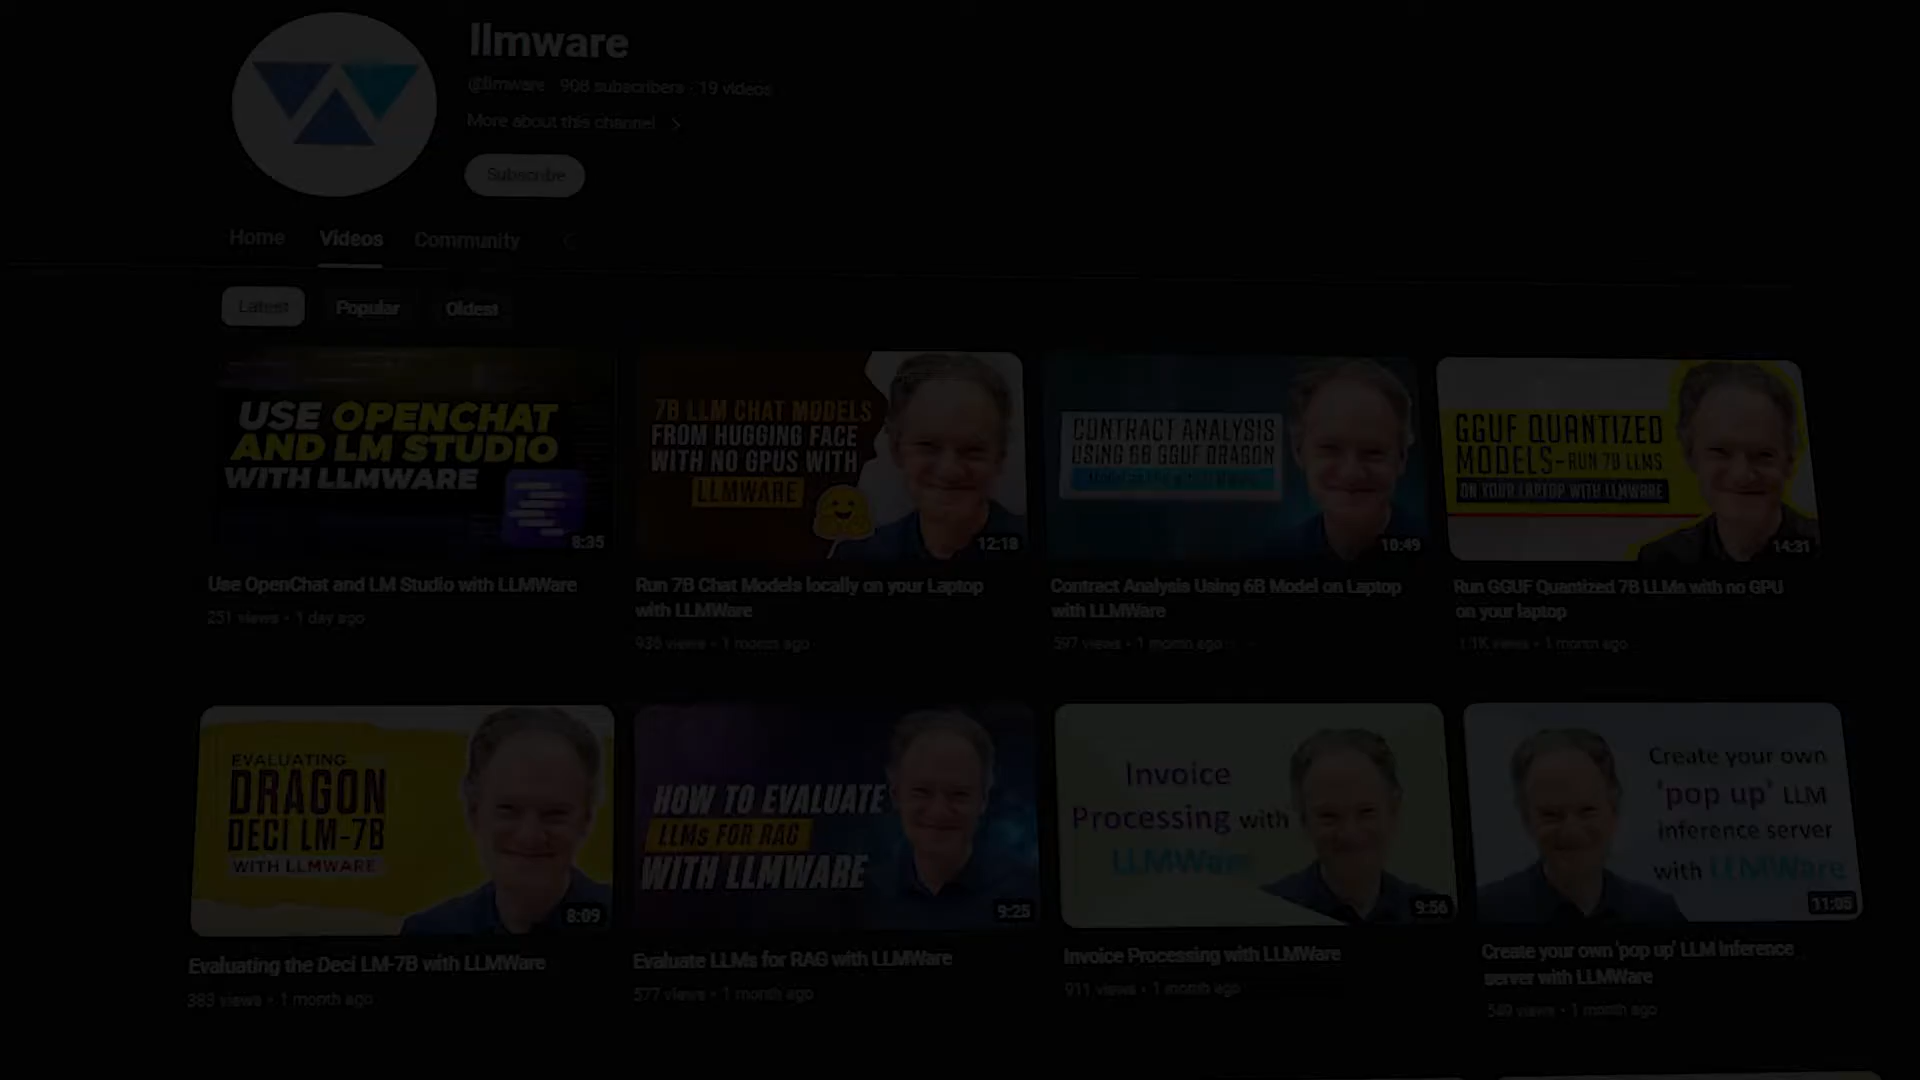 llmware
@llmware 908 subscribers · 19 videos
More about this channel >
Subscribe
Home Videos Community
Latest Popular Oldest
USE OPENCHAT
AND LM STUDIO
WITH LLMWARE
8:35
7B LLM CHAT MODELS
FROM HUGGING FACE
WITH NO GPUS WITH
LLMWARE
12:18
CONTRACT ANALYSIS
USING 6B GGUF DRAGON
10:49
GGUF QUANTIZED
MODELS-RUN 7B LLMS
ON YOUR LAPTOP WITH LLMWARE
14:31
Use OpenChat and LM Studio with LLMWare
251 views • 1 day ago
Run 7B Chat Models locally on your Laptop
with LLMWare
936 views • 1 month ago
Contract Analysis Using 6B Model on Laptop
with LLMWare
597 views • 1 month ago
Run GGUF Quantized 7B LLMs with no GPU
on your laptop
1.1K views • 1 month ago
EVALUATING
DRAGON
DECI LM-7B
WITH LLMWARE
8:09
HOW TO EVALUATE
LLMs FOR RAG
WITH LLMWARE
9:25
Invoice
Processing with
LLMWare
9:56
Create your own
'pop up' LLM
inference server
with LLMWare
11:05
Evaluating the Deci LM-7B with LLMWare
383 views • 1 month ago
Evaluate LLMs for RAG with LLMWare
577 views • 1 month ago
Invoice Processing with LLMWare
911 views • 1 month ago
Create your own 'pop up' LLM Inference
server with LLMWare
549 views • 1 month ago